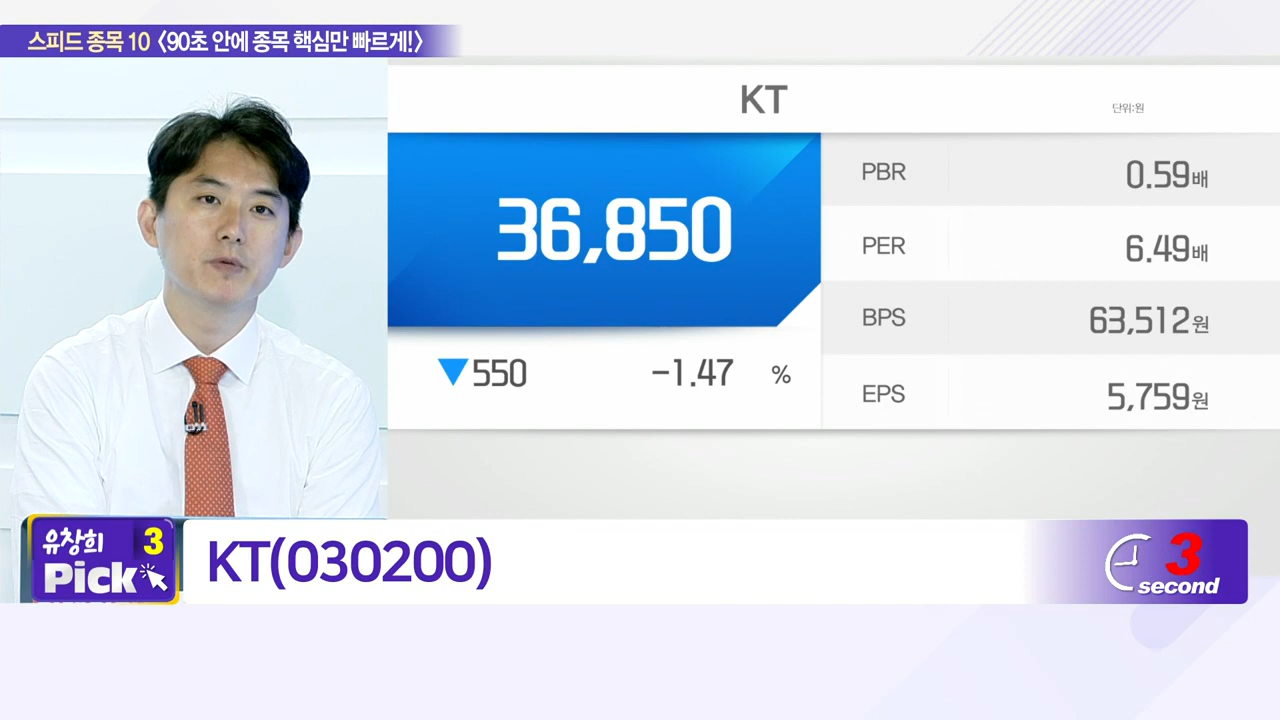 스피드 종목 10 <90초 안에 종목 핵심만 빠르게!>
KT
단위:원
36,850
▼550 -1.47 %
PBR 0.59배
PER 6.49배
BPS 63,512원
EPS 5,759원
유창희 3
Pick
KT(030200)
3
second